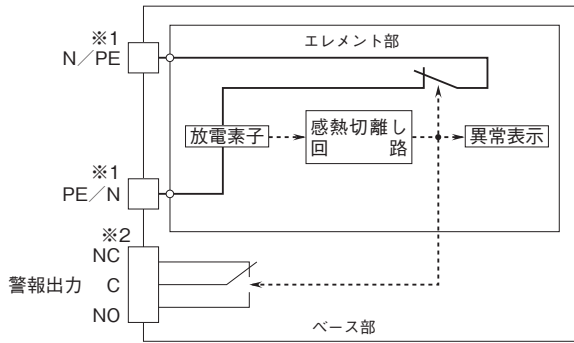 ※1
N／PE
エレメント部
放電素子
感熱切離し
回 路
異常表示
※1
PE／N
※2
NC
警報出力 C
NO
ベース部